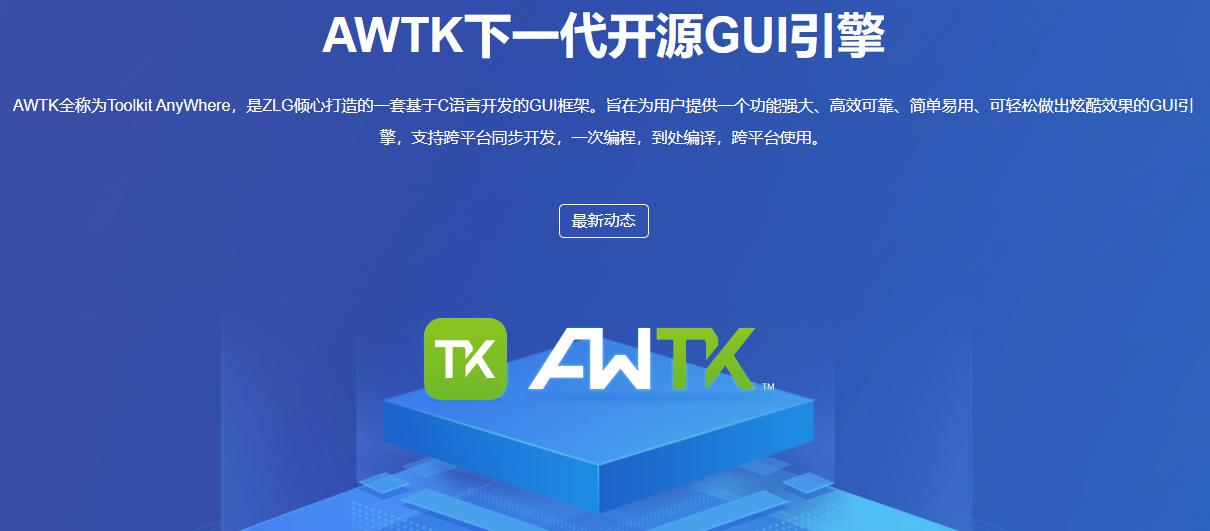 AWTK下一代开源GUI引擎
AWTK全称为Toolkit AnyWhere，是ZLG倾心打造的一套基于C语言开发的GUI框架。旨在为用户提供一个功能强大、高效可靠、简单易用、可轻松做出炫酷效果的GUI引
擎，支持跨平台同步开发，一次编程，到处编译，跨平台使用。
最新动态
TK AWTK™